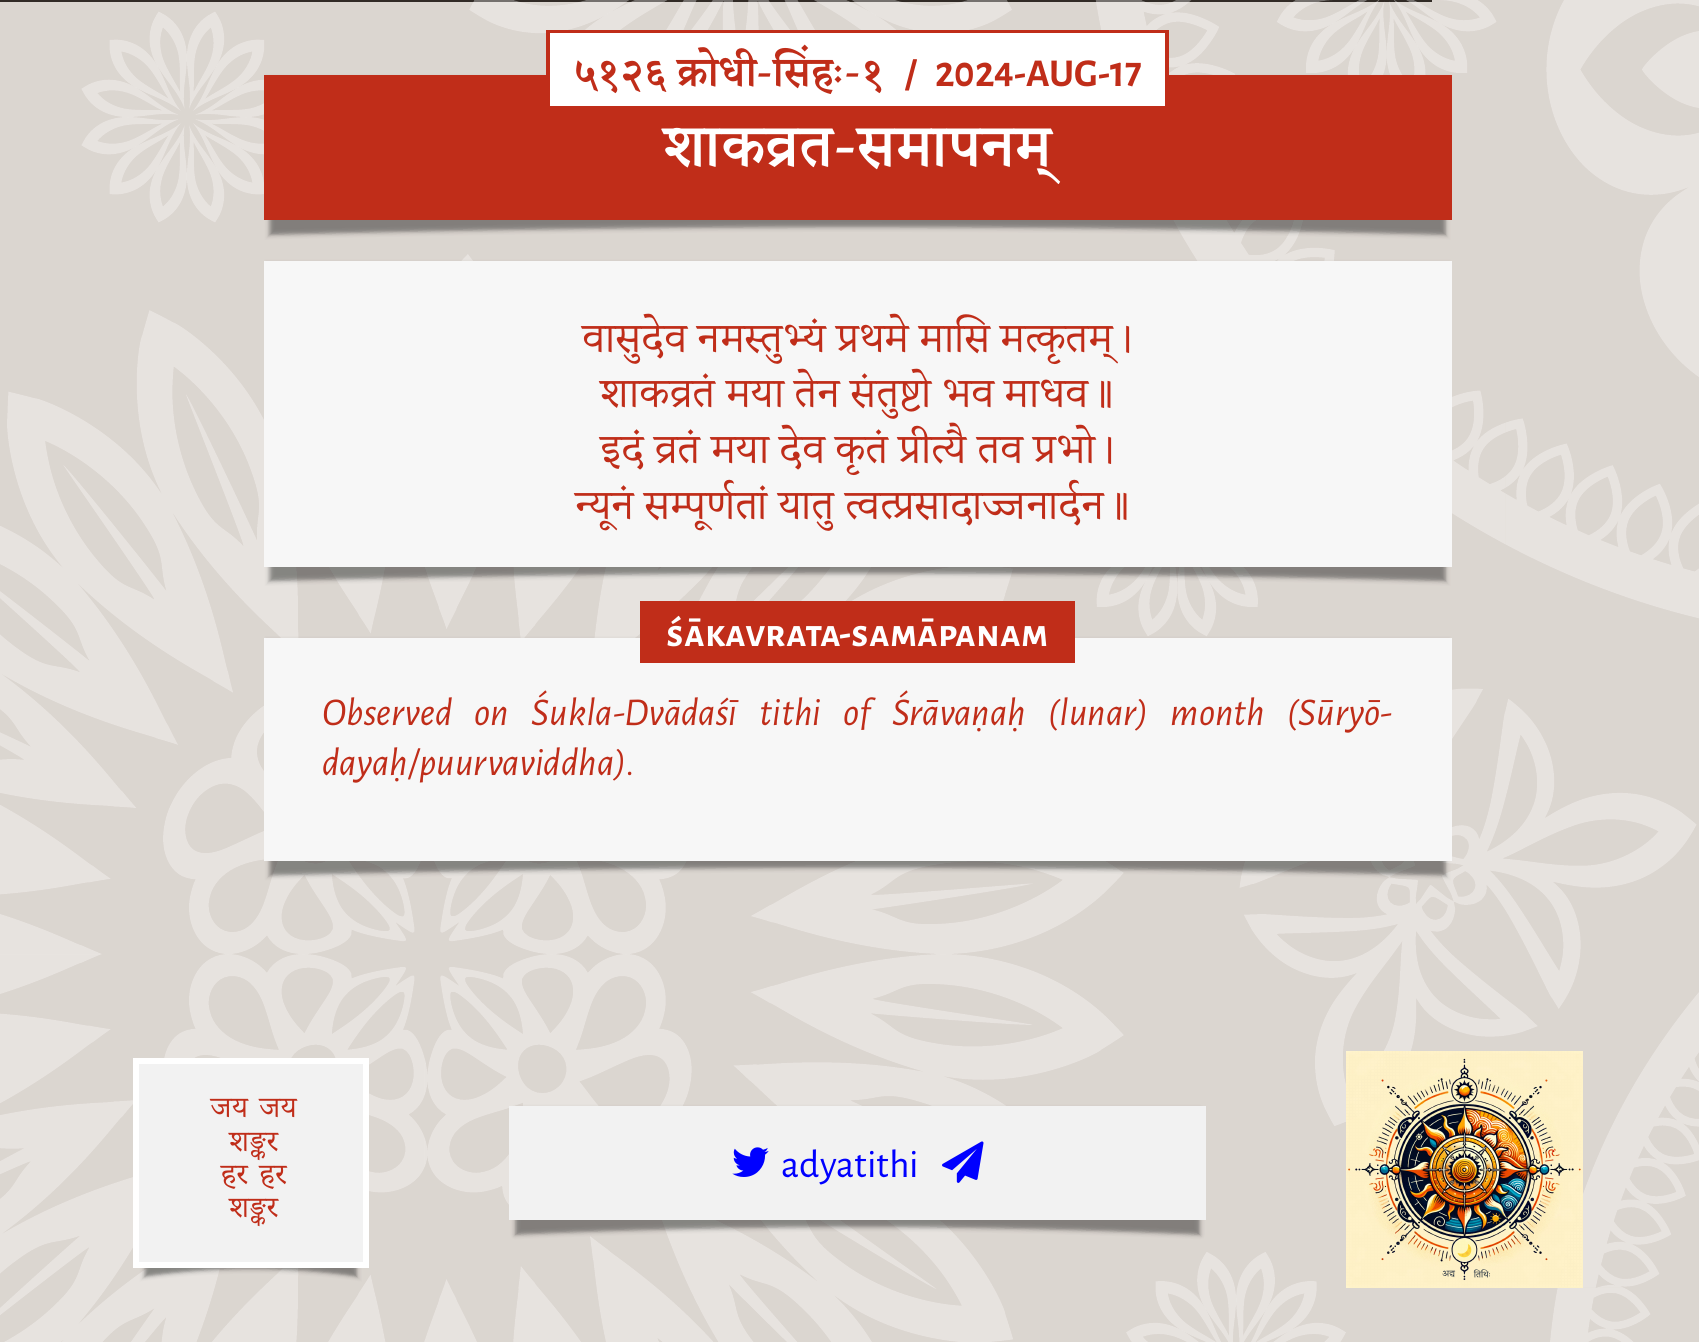 ५१२६ क्रोधी-सिंहः-१ / 2024-AUG-17
शाकव्रत-समापनम्
वासुदेव नमस्तुभ्यं प्रथमे मासि मत्कृतम्।
शाकव्रतं मया तेन संतुष्टो भव माधव॥
इदं व्रतं मया देव कृतं प्रीत्यै तव प्रभो।
न्यूनं सम्पूर्णतां यातु त्वत्प्रसादाज्जनार्दन॥
ŚĀKAVRATA-SAMĀPANAM
Observed on Śukla-Dvādaśī tithi of Śrāvaṇaḥ (lunar) month (Sūryō-
dayaḥ/puurvaviddha).
जय जय
शङ्कर
हर हर
शङ्कर
adyatithi
अद्य तिथिः